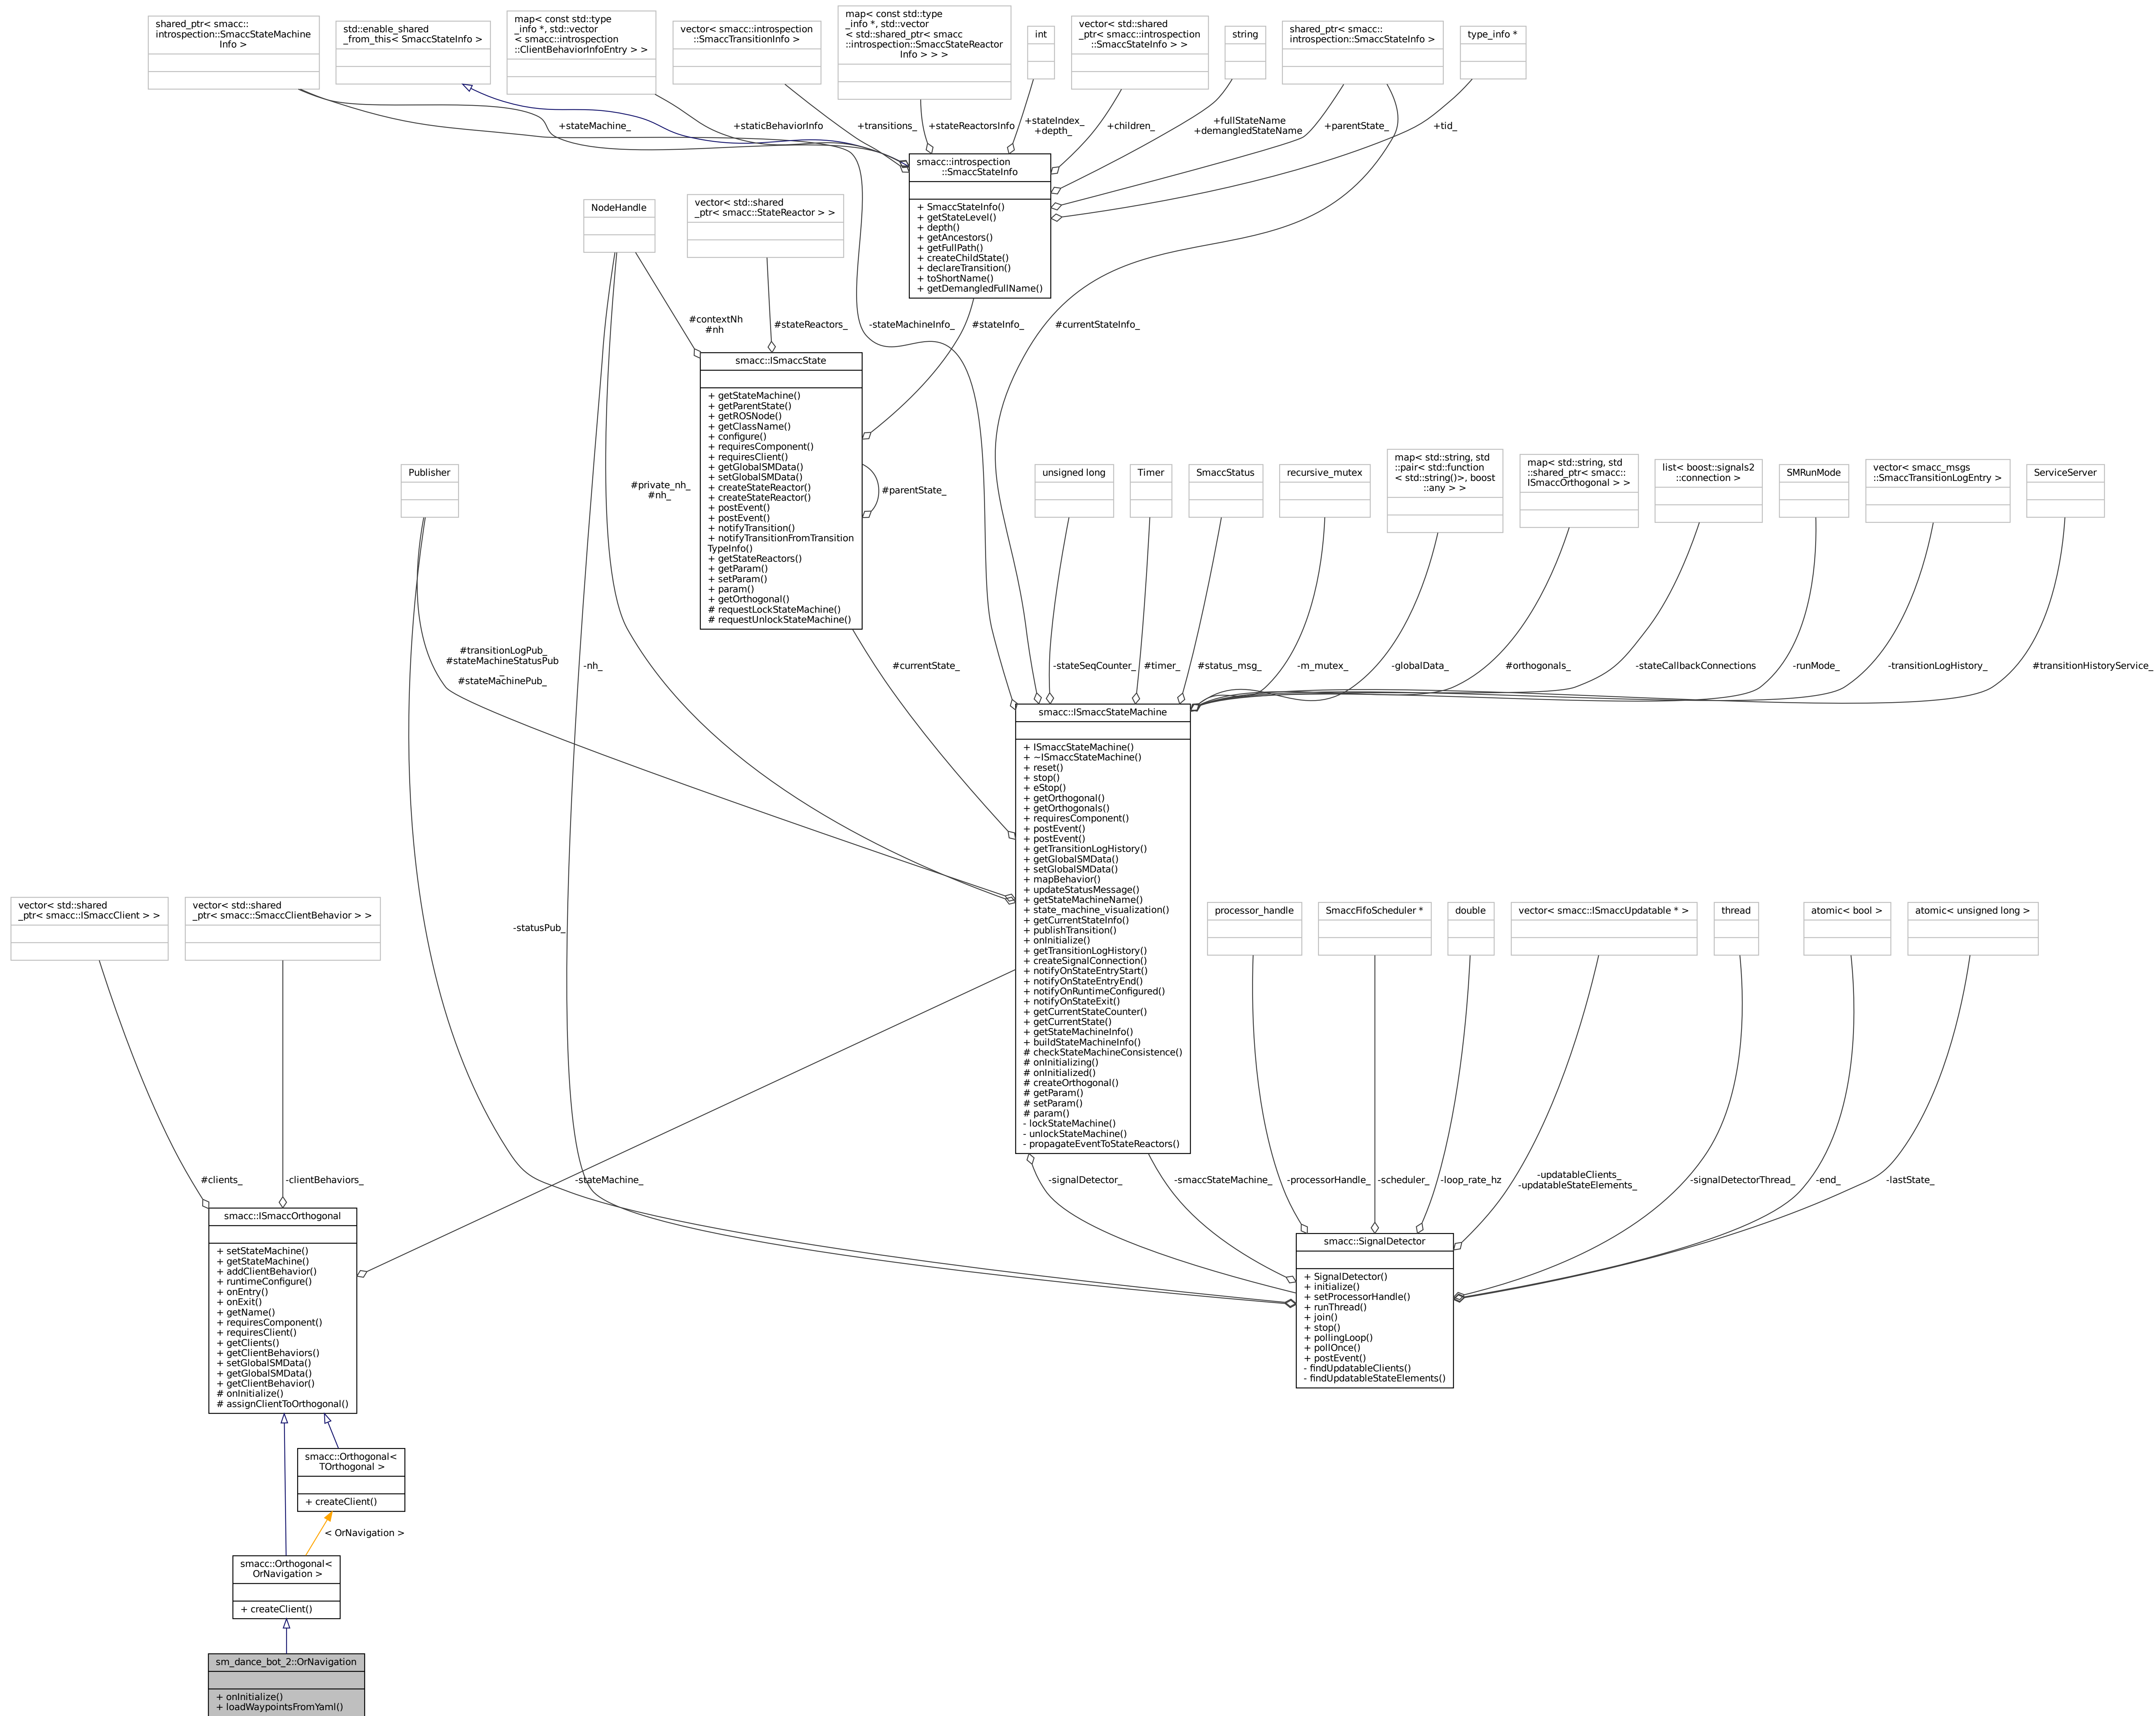 shared_ptr< smacc::
introspection::SmaccStateMachine
Info >
std::enable_shared
_from_this< SmaccStateInfo >
map< const std::type
_info *, std::vector
< smacc::introspection
::ClientBehaviorInfoEntry > >
vector< smacc::introspection
::SmaccTransitionInfo >
map< const std::type
_info *, std::vector
< std::shared_ptr< smacc
::introspection::SmaccStateReactor
Info > > >
int
vector< std::shared
_ptr< smacc::introspection
::SmaccStateInfo > >
string
shared_ptr< smacc::
introspection::SmaccStateInfo >
type_info *
+stateMachine_
+staticBehaviorInfo
+transitions_
+stateReactorsInfo
+stateIndex_
+depth_
+children_
+fullStateName
+demangledStateName
+parentState_
+tid_
smacc::introspection
::SmaccStateInfo
+ SmaccStateInfo()
+ getStateLevel()
+ depth()
+ getAncestors()
+ getFullPath()
+ createChildState()
+ declareTransition()
+ toShortName()
+ getDemangledFullName()
NodeHandle
vector< std::shared
_ptr< smacc::StateReactor > >
#contextNh
#nh
#stateReactors_
-stateMachineInfo_
#stateInfo_
#currentStateInfo_
smacc::ISmaccState
+ getStateMachine()
+ getParentState()
+ getROSNode()
+ getClassName()
+ configure()
+ requiresComponent()
+ requiresClient()
+ getGlobalSMData()
+ setGlobalSMData()
+ createStateReactor()
+ createStateReactor()
+ postEvent()
+ postEvent()
+ notifyTransition()
+ notifyTransitionFromTransition
TypeInfo()
+ getStateReactors()
+ getParam()
+ setParam()
+ param()
+ getOrthogonal()
# requestLockStateMachine()
# requestUnlockStateMachine()
#parentState_
Publisher
#private_nh_
#nh_
unsigned long
Timer
SmaccStatus
recursive_mutex
map< std::string, std
::pair< std::function
< std::string()>, boost
::any > >
map< std::string, std
::shared_ptr< smacc::
ISmaccOrthogonal > >
list< boost::signals2
::connection >
SMRunMode
vector< smacc_msgs
::SmaccTransitionLogEntry >
ServiceServer
#transitionLogPub_
#stateMachineStatusPub
_
#stateMachinePub_
-nh_
#currentState_
-stateSeqCounter_
#timer_
#status_msg_
-m_mutex_
-globalData_
#orthogonals_
-stateCallbackConnections
-runMode_
-transitionLogHistory_
#transitionHistoryService_
smacc::ISmaccStateMachine
+ ISmaccStateMachine()
+ ~ISmaccStateMachine()
+ reset()
+ stop()
+ eStop()
+ getOrthogonal()
+ getOrthogonals()
+ requiresComponent()
+ postEvent()
+ postEvent()
+ getTransitionLogHistory()
+ getGlobalSMData()
+ setGlobalSMData()
+ mapBehavior()
+ updateStatusMessage()
+ getStateMachineName()
+ state_machine_visualization()
+ getCurrentStateInfo()
+ publishTransition()
+ onInitialize()
+ getTransitionLogHistory()
+ createSignalConnection()
+ notifyOnStateEntryStart()
+ notifyOnStateEntryEnd()
+ notifyOnRuntimeConfigured()
+ notifyOnStateExit()
+ getCurrentStateCounter()
+ getCurrentState()
+ getStateMachineInfo()
+ buildStateMachineInfo()
# checkStateMachineConsistence()
# onInitializing()
# onInitialized()
# createOrthogonal()
# getParam()
# setParam()
# param()
- lockStateMachine()
- unlockStateMachine()
- propagateEventToStateReactors()
vector< std::shared
_ptr< smacc::ISmaccClient > >
vector< std::shared
_ptr< smacc::SmaccClientBehavior > >
-statusPub_
processor_handle
SmaccFifoScheduler *
double
vector< smacc::ISmaccUpdatable * >
thread
atomic< bool >
atomic< unsigned long >
#clients_
-clientBehaviors_
-stateMachine_
-signalDetector_
-smaccStateMachine_
-processorHandle_
-scheduler_
-loop_rate_hz
-updatableClients_
-updatableStateElements_
-signalDetectorThread_
-end_
-lastState_
smacc::ISmaccOrthogonal
+ setStateMachine()
+ getStateMachine()
+ addClientBehavior()
+ runtimeConfigure()
+ onEntry()
+ onExit()
+ getName()
+ requiresComponent()
+ requiresClient()
+ getClients()
+ getClientBehaviors()
+ setGlobalSMData()
+ getGlobalSMData()
+ getClientBehavior()
# onInitialize()
# assignClientToOrthogonal()
smacc::SignalDetector
+ SignalDetector()
+ initialize()
+ setProcessorHandle()
+ runThread()
+ join()
+ stop()
+ pollingLoop()
+ pollOnce()
+ postEvent()
- findUpdatableClients()
- findUpdatableStateElements()
smacc::Orthogonal<
TOrthogonal >
+ createClient()
< OrNavigation >
smacc::Orthogonal<
OrNavigation >
+ createClient()
sm_dance_bot_2::OrNavigation
+ onInitialize()
+ loadWaypointsFromYaml()